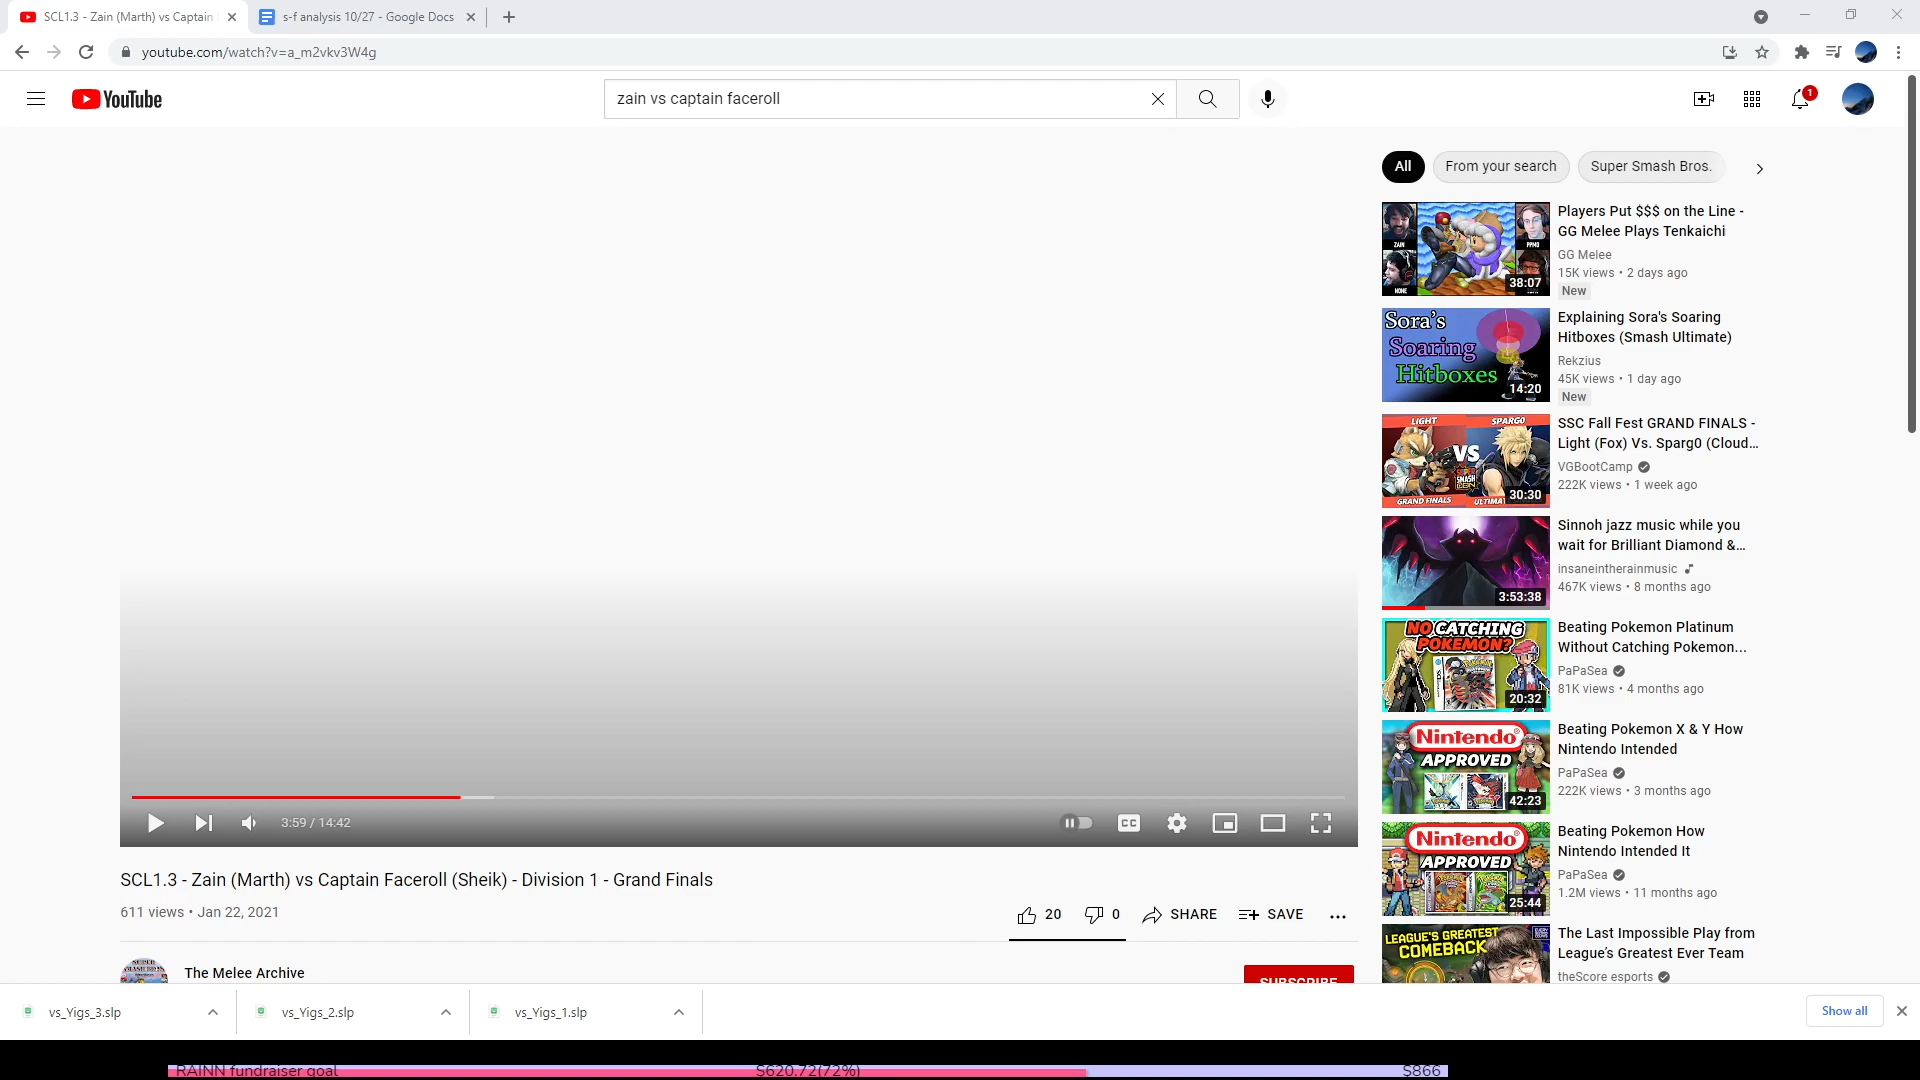 SCL1.3 - Zain (Marth) vs Captain
s-f analysis 10/27 - Google Docs
youtube.com/watch?v=a_m2vkv3W4g
YouTube
zain vs captain faceroll
1
All
From your search
Super Smash Bros.
ZAIN
PPMD
NONE
38:07
Players Put $$$ on the Line -
GG Melee Plays Tenkaichi
GG Melee
15K views • 2 days ago
New
Sora's
Soaring
Hitboxes
14:20
Explaining Sora's Soaring
Hitboxes (Smash Ultimate)
Rekzius
45K views • 1 day ago
New
LIGHT
SPARG0
VS
SMASH
GRAND FINALS
ULTIMA
30:30
SSC Fall Fest GRAND FINALS -
Light (Fox) Vs. Sparg0 (Cloud...
VGBootCamp
222K views • 1 week ago
3:53:38
Sinnoh jazz music while you
wait for Brilliant Diamond &...
insaneintherainmusic
467K views • 8 months ago
NO CATCHING
POKEMON?
20:32
Beating Pokemon Platinum
Without Catching Pokemon...
PaPaSea
81K views • 4 months ago
Nintendo
APPROVED
42:23
Beating Pokemon X & Y How
Nintendo Intended
PaPaSea
222K views • 3 months ago
Nintendo
APPROVED
25:44
Beating Pokemon How
Nintendo Intended It
PaPaSea
1.2M views • 11 months ago
LEAGUE'S GREATEST
COMEBACK
The Last Impossible Play from
League's Greatest Ever Team
theScore esports
3:59 / 14:42
CC
SCL1.3 - Zain (Marth) vs Captain Faceroll (Sheik) - Division 1 - Grand Finals
611 views • Jan 22, 2021
20
0
SHARE
SAVE
The Melee Archive
SUBSCRIBE
vs_Yigs_3.slp
vs_Yigs_2.slp
vs_Yigs_1.slp
Show all
RAINN fundraiser goal
$620.72(72%)
$866